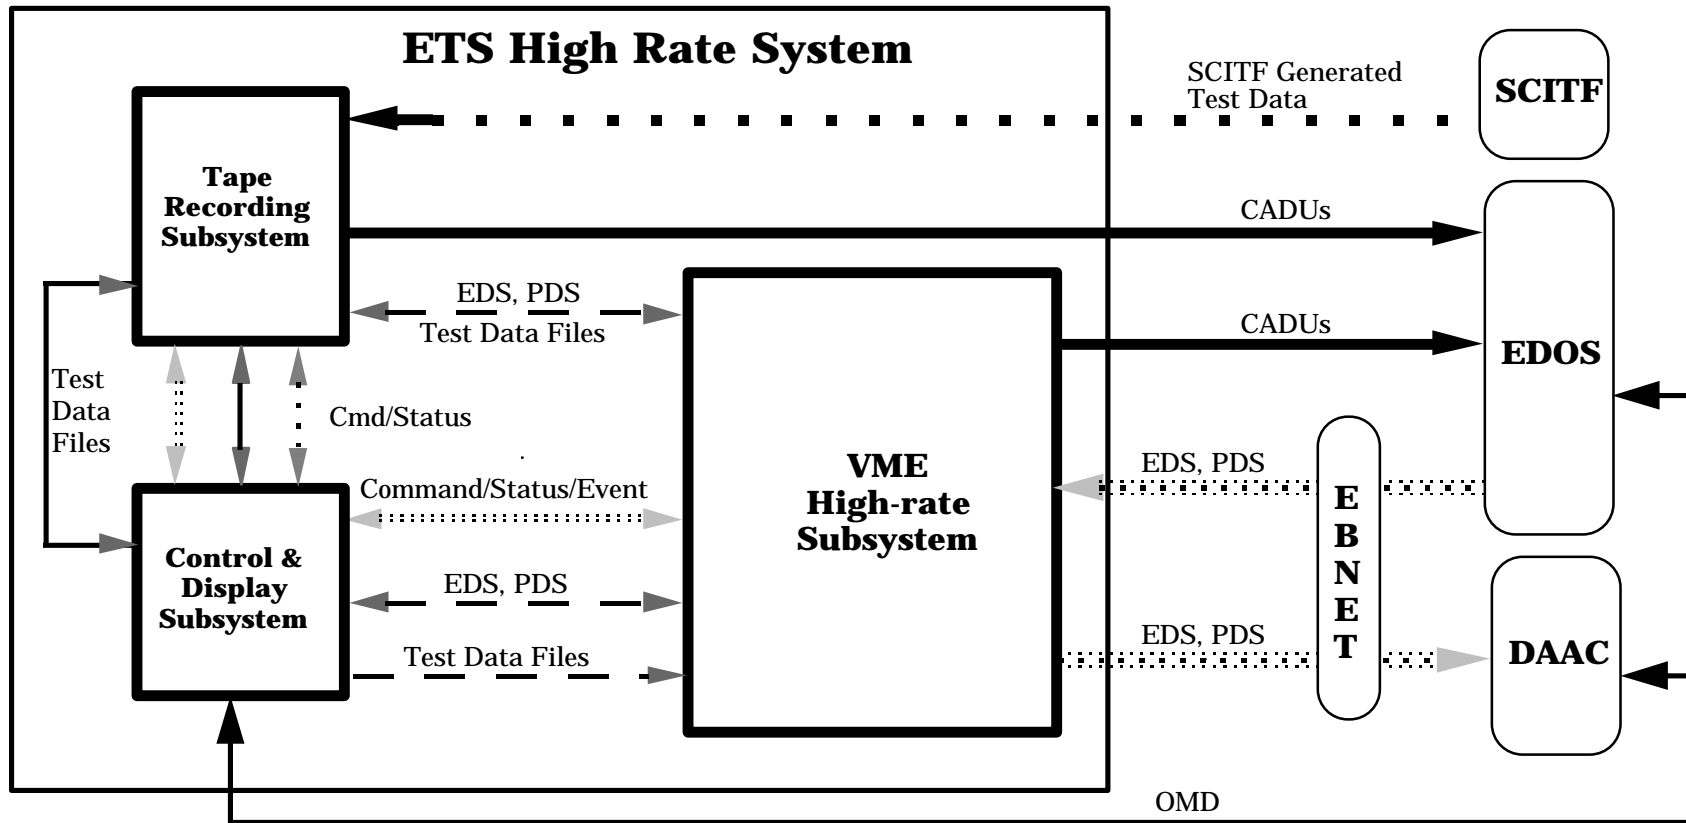 ETS High Rate System
SCITF Generated
Test Data
SCITF
Tape
Recording
Subsystem
CADUs
EDS, PDS
Test Data Files
CADUs
EDOS
Test
Data
Files
Cmd/Status
VME
High-rate
Subsystem
EDS, PDS
E
B
N
E
T
Command/Status/Event
Control &
Display
Subsystem
EDS, PDS
Test Data Files
EDS, PDS
DAAC
OMD